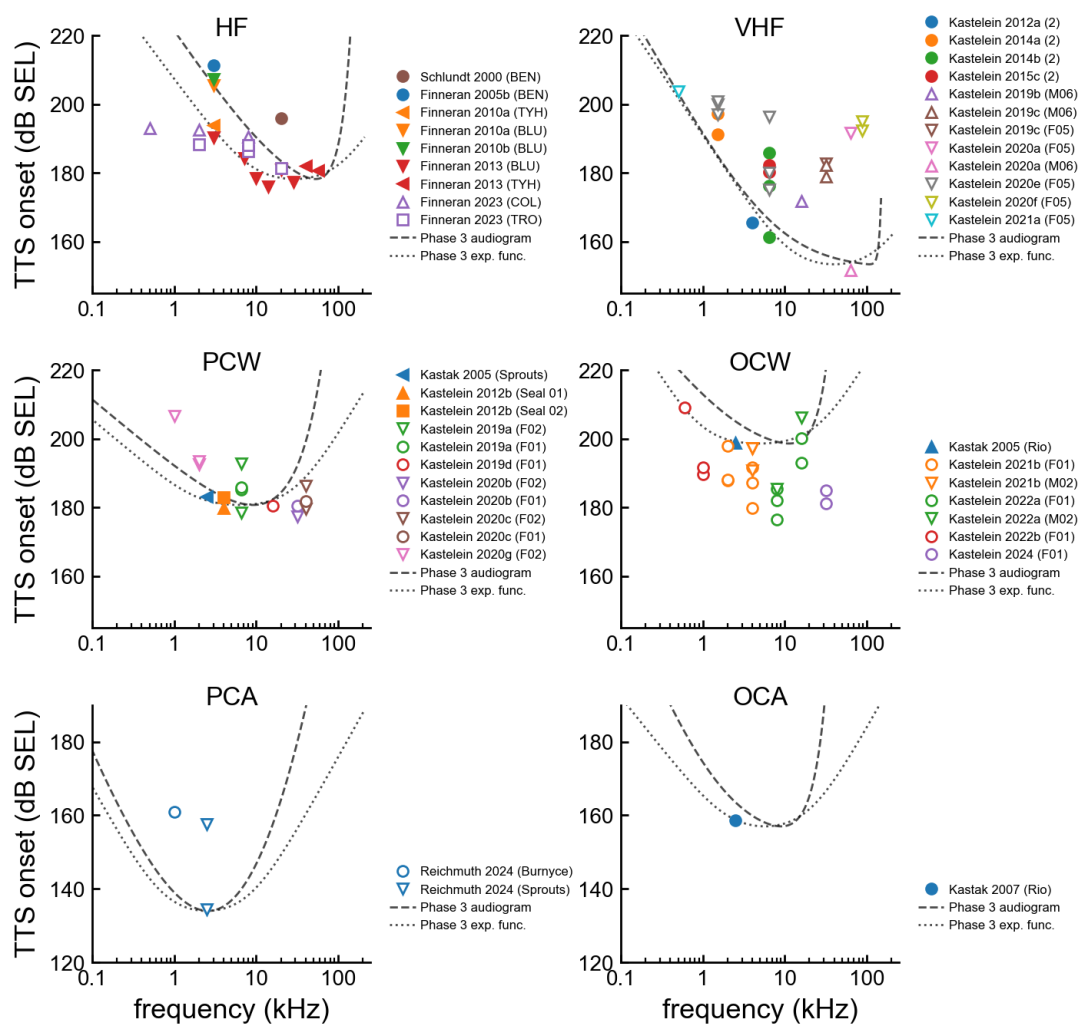 HF
TTS onset (dB SEL)
220
200
180
160
0.1
1
10
100
Schlundt 2000 (BEN)
Finneran 2005b (BEN)
Finneran 2010a (TYH)
Finneran 2010a (BLU)
Finneran 2010b (BLU)
Finneran 2013 (BLU)
Finneran 2013 (TYH)
Finneran 2023 (COL)
Finneran 2023 (TRO)
Phase 3 audiogram
Phase 3 exp. func.
VHF
220
200
180
160
0.1
1
10
100
Kastelein 2012a (2)
Kastelein 2014a (2)
Kastelein 2014b (2)
Kastelein 2015c (2)
Kastelein 2019b (M06)
Kastelein 2019c (M06)
Kastelein 2019c (F05)
Kastelein 2020a (F05)
Kastelein 2020a (M06)
Kastelein 2020e (F05)
Kastelein 2020f (F05)
Kastelein 2021a (F05)
Phase 3 audiogram
Phase 3 exp. func.
PCW
TTS onset (dB SEL)
220
200
180
160
0.1
1
10
100
Kastak 2005 (Sprouts)
Kastelein 2012b (Seal 01)
Kastelein 2012b (Seal 02)
Kastelein 2019a (F02)
Kastelein 2019a (F01)
Kastelein 2019d (F01)
Kastelein 2020b (F02)
Kastelein 2020b (F01)
Kastelein 2020c (F02)
Kastelein 2020c (F01)
Kastelein 2020g (F02)
Phase 3 audiogram
Phase 3 exp. func.
OCW
220
200
180
160
0.1
1
10
100
Kastak 2005 (Rio)
Kastelein 2021b (F01)
Kastelein 2021b (M02)
Kastelein 2022a (F01)
Kastelein 2022a (M02)
Kastelein 2022b (F01)
Kastelein 2024 (F01)
Phase 3 audiogram
Phase 3 exp. func.
PCA
TTS onset (dB SEL)
180
160
140
120
0.1
1
10
100
frequency (kHz)
Reichmuth 2024 (Burnyce)
Reichmuth 2024 (Sprouts)
Phase 3 audiogram
Phase 3 exp. func.
OCA
180
160
140
120
0.1
1
10
100
frequency (kHz)
Kastak 2007 (Rio)
Phase 3 audiogram
Phase 3 exp. func.